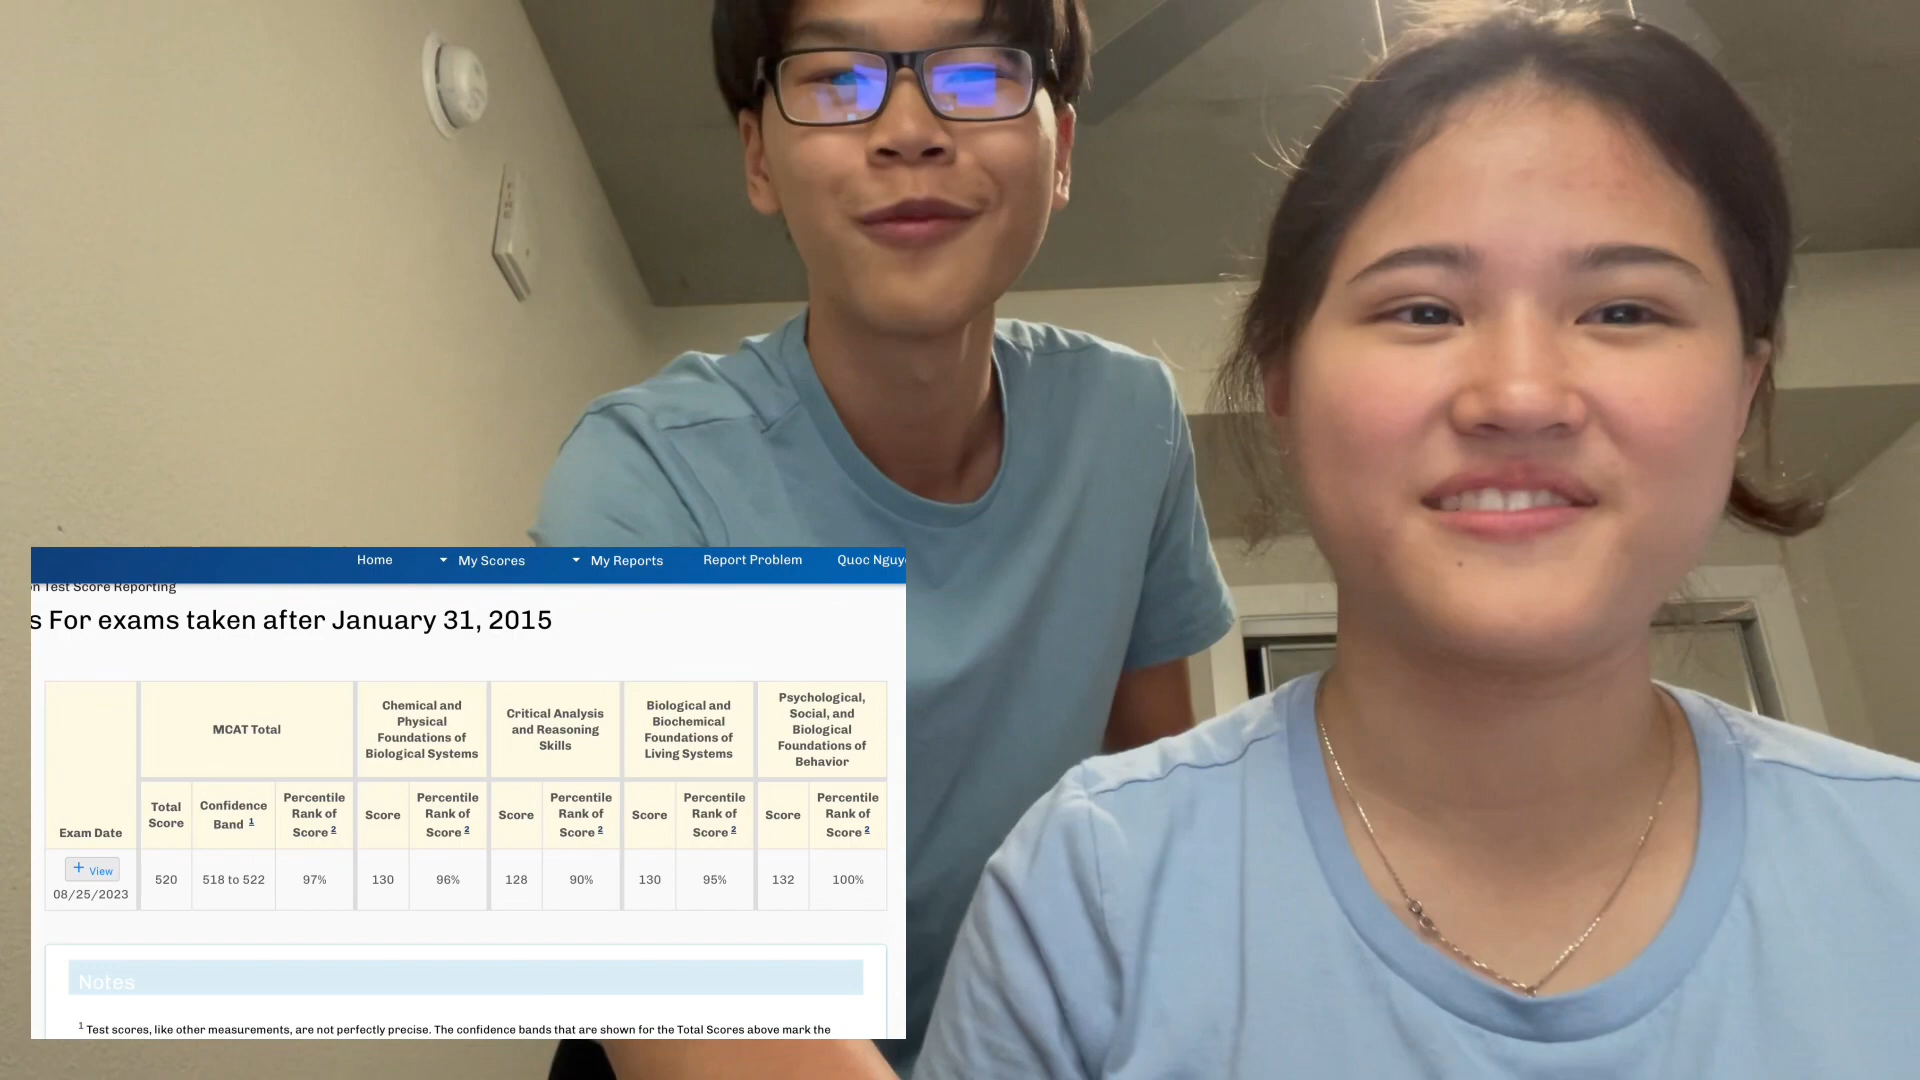 Home My Scores My Reports Report Problem Quoc Nguy
on Test Score Reporting
s For exams taken after January 31, 2015
Exam Date
MCAT Total
Chemical and
Physical
Foundations of
Biological Systems
Critical Analysis
and Reasoning
Skills
Biological and
Biochemical
Foundations of
Living Systems
Psychological,
Social, and
Biological
Foundations of
Behavior
Total
Score
Confidence
Band 1
Percentile
Rank of
Score 2
Score
Percentile
Rank of
Score 2
Score
Percentile
Rank of
Score 2
Score
Percentile
Rank of
Score 2
Score
Percentile
Rank of
Score 2
+ View
08/25/2023
520 518 to 522 97% 130 96% 128 90% 130 95% 132 100%
Notes
1 Test scores, like other measurements, are not perfectly precise. The confidence bands that are shown for the Total Scores above mark the